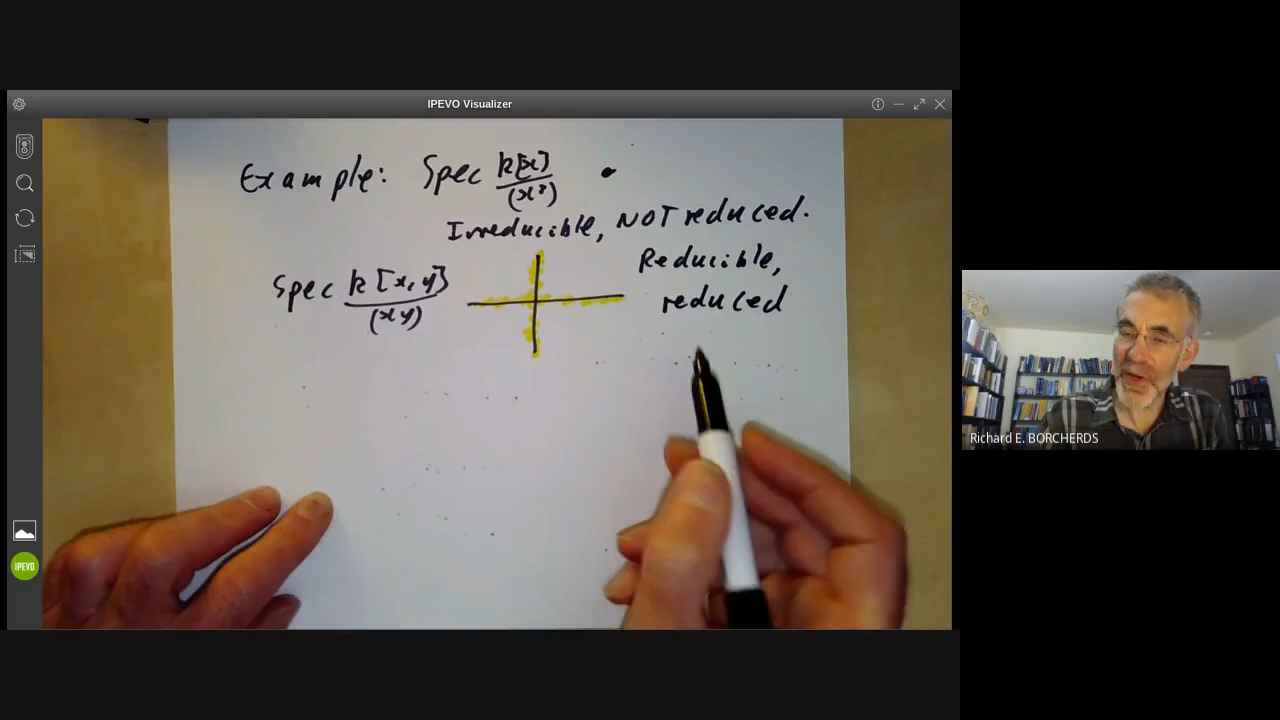 IPEVO Visualizer
Example: Spec k[x]/(x²)
Irreducible, NOT reduced.
Spec k[x,y]/(xy)
Reducible,
reduced
Richard E. BORCHERDS
IPEVO